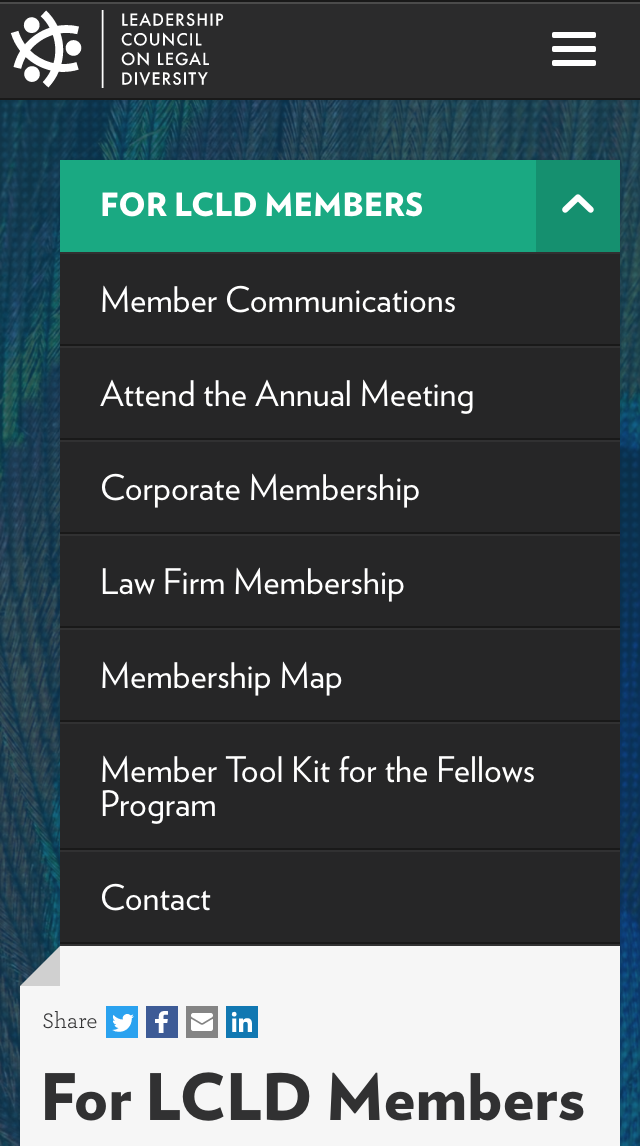 LEADERSHIP
COUNCIL
ON LEGAL
DIVERSITY
FOR LCLD MEMBERS
Member Communications
Attend the Annual Meeting
Corporate Membership
Law Firm Membership
Membership Map
Member Tool Kit for the Fellows
Program
Contact
Share
For LCLD Members